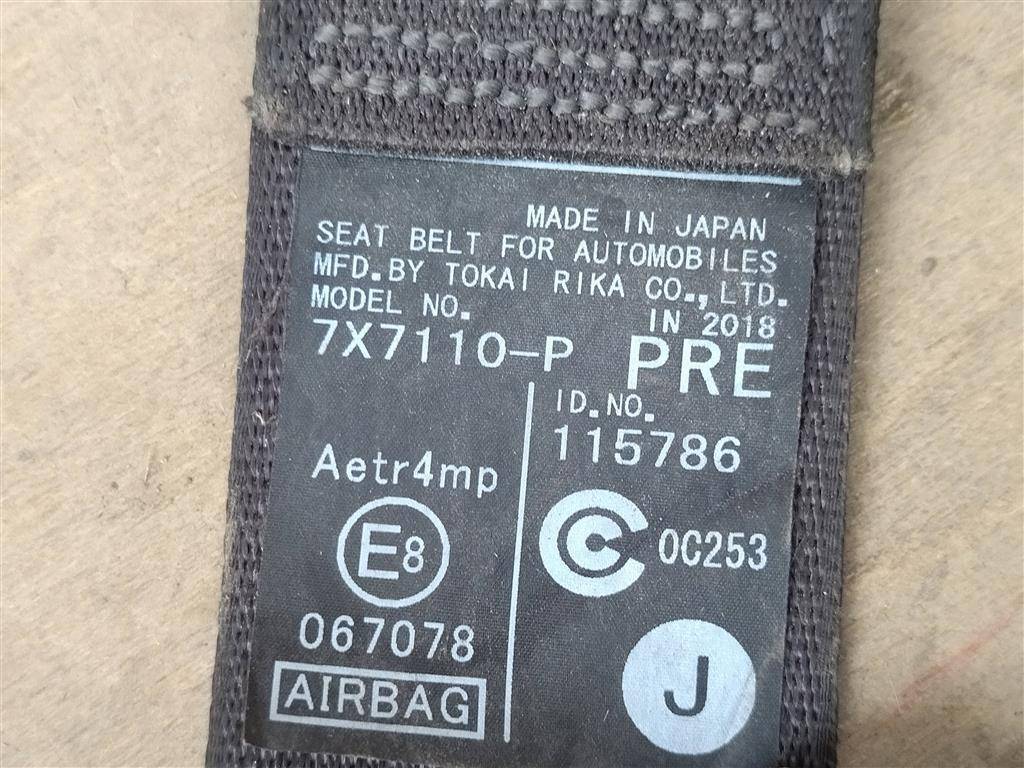 MADE IN JAPAN
SEAT BELT FOR AUTOMOBILES
MFD.BY TOKAI RIKA CO.,LTD.
MODEL NO. IN 2018
7X7110-P PRE
ID.NO.
115786
Aetr4mp
E8
067078
AIRBAG
0C253
J